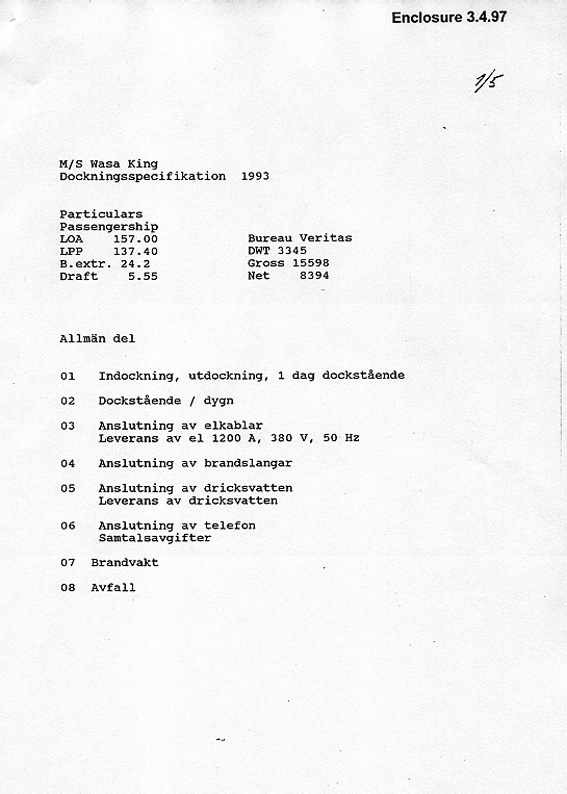 Enclosure 3.4.97
1/5
M/S Wasa King
Dockningsspecifikation 1993
Particulars
Passengership
LOA 157.00 Bureau Veritas
LPP 137.40 DWT 3345
B.extr. 24.2 Gross 15598
Draft 5.55 Net 8394
Allmän del
01 Indockning, utdockning, 1 dag dockstående
02 Dockstående / dygn
03 Anslutning av elkablar
Leverans av el 1200 A, 380 V, 50 Hz
04 Anslutning av brandslangar
05 Anslutning av dricksvatten
Leverans av dricksvatten
06 Anslutning av telefon
Samtalsavgifter
07 Brandvakt
08 Avfall